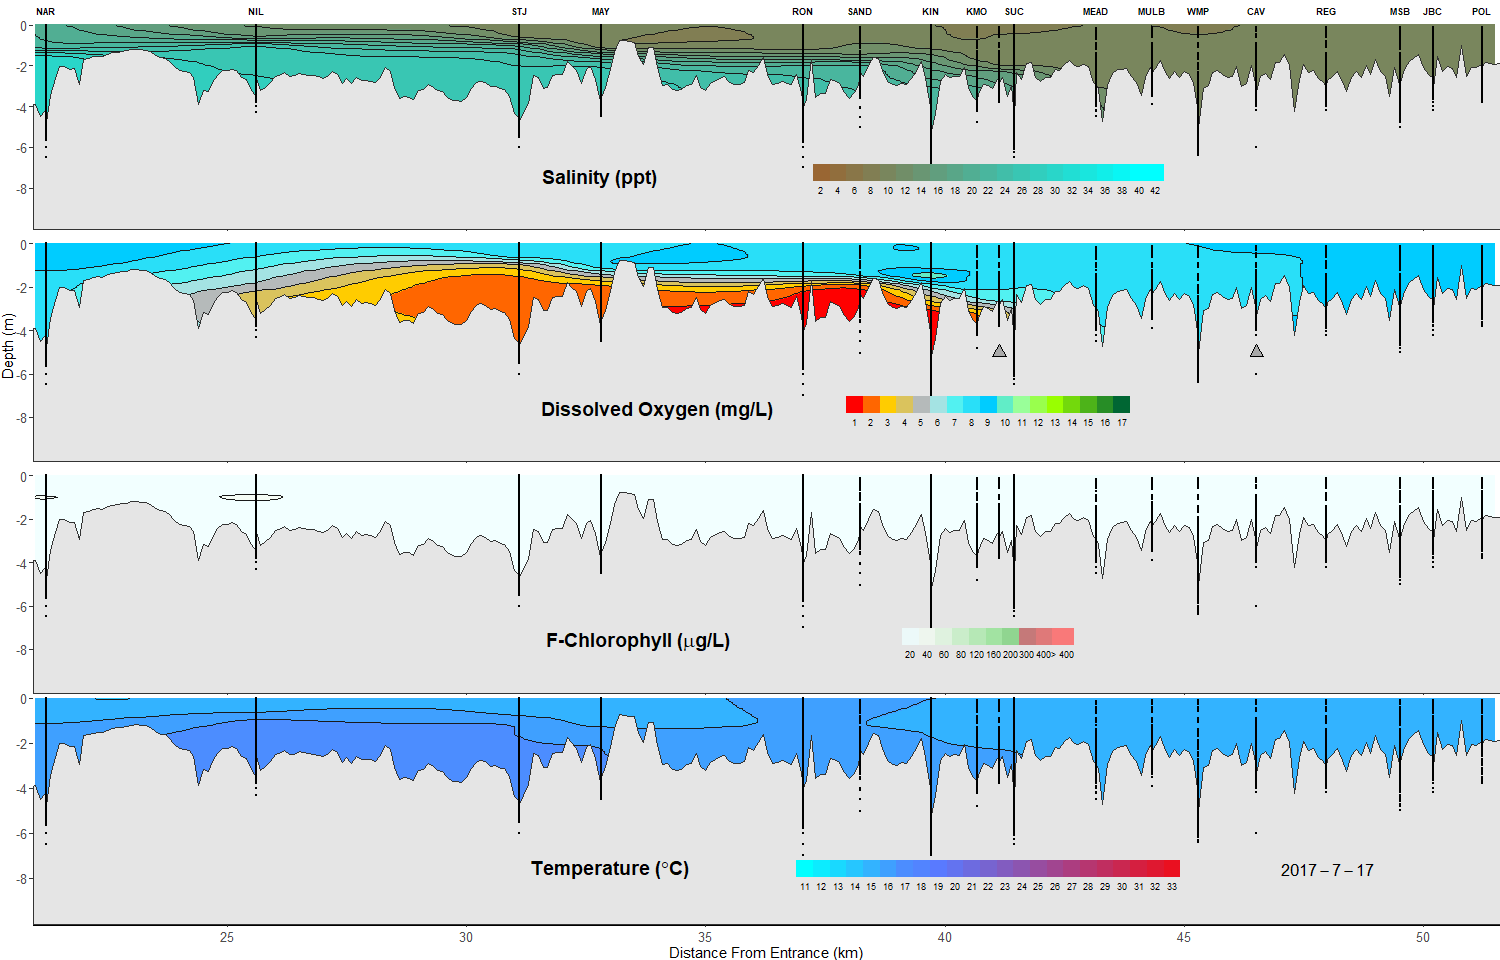 NAR NIL STJ MAY RON SAND KIN KMO SUC MEAD MULB WMP CAV REG MSB JBC POL
0
-2
-4
-6
-8
Salinity (ppt)
2 4 6 8 10 12 14 16 18 20 22 24 26 28 30 32 34 36 38 40 42
0
-2
-4
-6
-8
Depth (m)
Dissolved Oxygen (mg/L)
1 2 3 4 5 6 7 8 9 10 11 12 13 14 15 16 17
0
-2
-4
-6
-8
F-Chlorophyll (μg/L)
20 40 60 80 120 160 200 300 400> 400
0
-2
-4
-6
-8
Temperature (°C)
11 12 13 14 15 16 17 18 19 20 21 22 23 24 25 26 27 28 29 30 31 32 33
2017 – 7 – 17
25 30 35 40 45 50
Distance From Entrance (km)